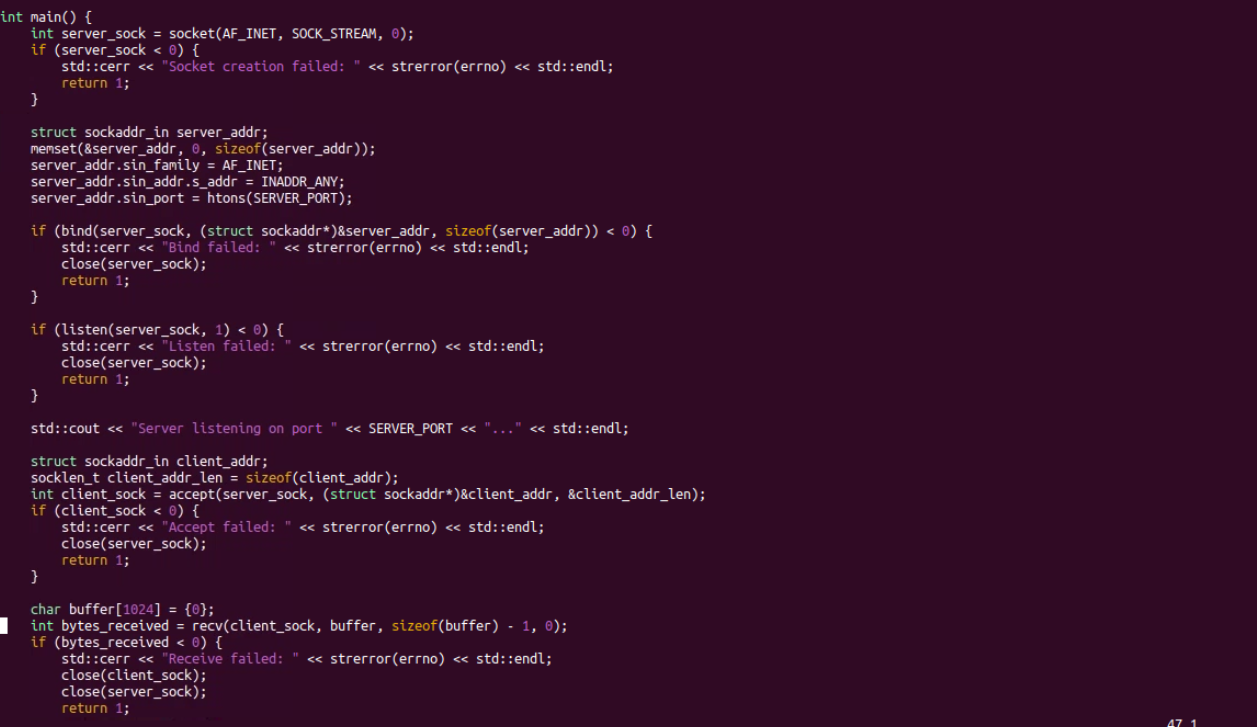 int main() {
    int server_sock = socket(AF_INET, SOCK_STREAM, 0);
    if (server_sock < 0) {
        std::cerr << "Socket creation failed: " << strerror(errno) << std::endl;
        return 1;
    }

    struct sockaddr_in server_addr;
    memset(&server_addr, 0, sizeof(server_addr));
    server_addr.sin_family = AF_INET;
    server_addr.sin_addr.s_addr = INADDR_ANY;
    server_addr.sin_port = htons(SERVER_PORT);

    if (bind(server_sock, (struct sockaddr*)&server_addr, sizeof(server_addr)) < 0) {
        std::cerr << "Bind failed: " << strerror(errno) << std::endl;
        close(server_sock);
        return 1;
    }

    if (listen(server_sock, 1) < 0) {
        std::cerr << "Listen failed: " << strerror(errno) << std::endl;
        close(server_sock);
        return 1;
    }

    std::cout << "Server listening on port " << SERVER_PORT << "..." << std::endl;

    struct sockaddr_in client_addr;
    socklen_t client_addr_len = sizeof(client_addr);
    int client_sock = accept(server_sock, (struct sockaddr*)&client_addr, &client_addr_len);
    if (client_sock < 0) {
        std::cerr << "Accept failed: " << strerror(errno) << std::endl;
        close(server_sock);
        return 1;
    }

    char buffer[1024] = {0};
    int bytes_received = recv(client_sock, buffer, sizeof(buffer) - 1, 0);
    if (bytes_received < 0) {
        std::cerr << "Receive failed: " << strerror(errno) << std::endl;
        close(client_sock);
        close(server_sock);
        return 1;
47,1